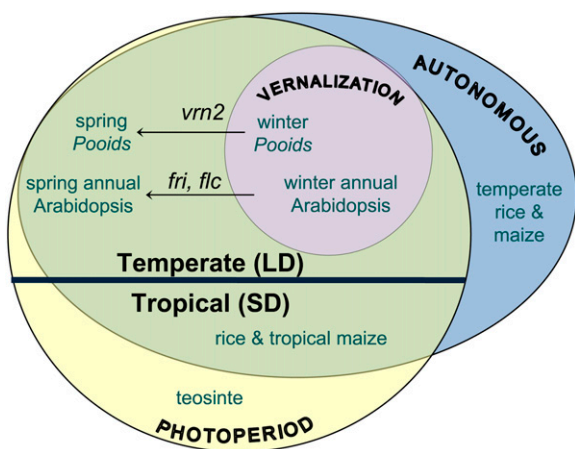 VERNALIZATION
AUTONOMOUS
spring
Pooids
vrn2
winter
Pooids
spring annual
Arabidopsis
fri, flc
winter annual
Arabidopsis
temperate
rice &
maize
Temperate (LD)
Tropical (SD)
rice & tropical maize
teosinte
PHOTOPERIOD